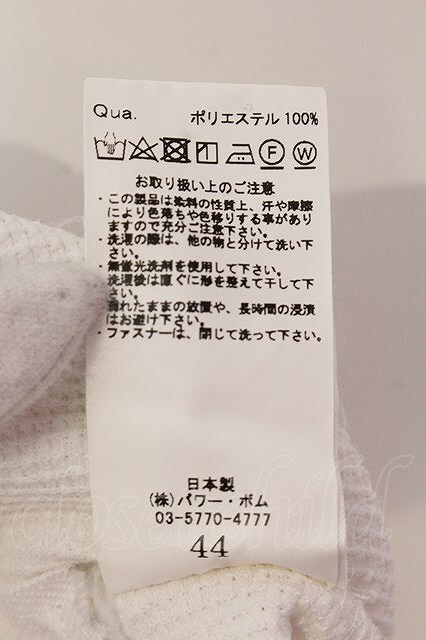 Qua. ポリエステル 100%
F W
お取り扱い上のご注意
・この製品は染料の性質上、汗や摩擦
により色落ちや色移りする事があり
ますので充分ご注意下さい。
・洗濯の際は、他の物と分けて洗い下
さい。
・無蛍光洗剤を使用して下さい。
洗濯後は直ぐに形を整えて干して下
さい。
濡れたままの放置や、長時間の浸漬
はお避け下さい。
・ファスナーは、閉じて洗って下さい。
日本製
(株)パワー・ボム
03-5770-4777
44
closet child